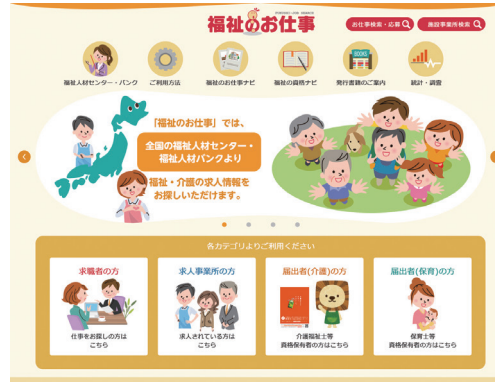 福祉のお仕事
お仕事検索・応募
施設事業所検索
福祉人材センター・バンク
ご利用方法
福祉のお仕事ナビ
福祉の資格ナビ
発行書籍のご案内
統計・調査
BOOKS
「福祉のお仕事」では、
全国の福祉人材センター・
福祉人材バンクより
福祉・介護の求人情報を
お探しいただけます。
各カテゴリよりご利用ください
求職者の方
仕事をお探しの方は
こちら
求人事業所の方
求人されている方は
こちら
届出者(介護)の方
介護福祉士等
資格保有者の方はこちら
届出者(保育)の方
保育士等
資格保有者の方はこちら